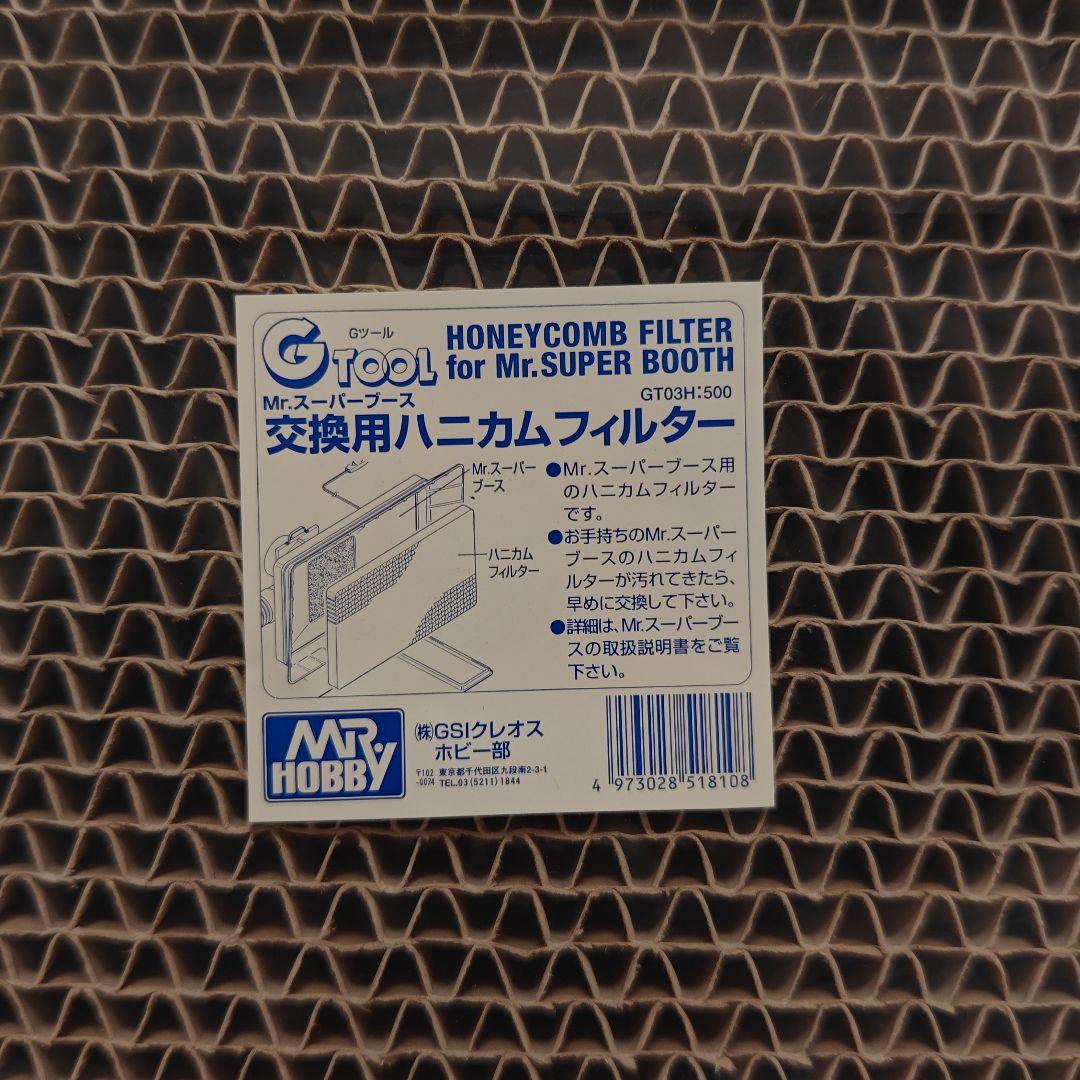 G TOOL
Gツール
HONEYCOMB FILTER
for Mr.SUPER BOOTH
GT03H:500
Mr.スーパーブース
交換用ハニカムフィルター
Mr.スーパー
ブース
ハニカム
フィルター
●Mr.スーパーブース用
のハニカムフィルター
です。
●お手持ちのMr.スーパー
ブースのハニカムフィ
ルターが汚れてきたら、
早めに交換して下さい。
●詳細は、Mr.スーパーブー
スの取扱説明書をご覧
下さい。
MR.
HOBBY
(株)GSIクレオス
ホビー部
〒102-0074 東京都千代田区九段南2-3-1
TEL.03(5211)1844
4 973028 518108